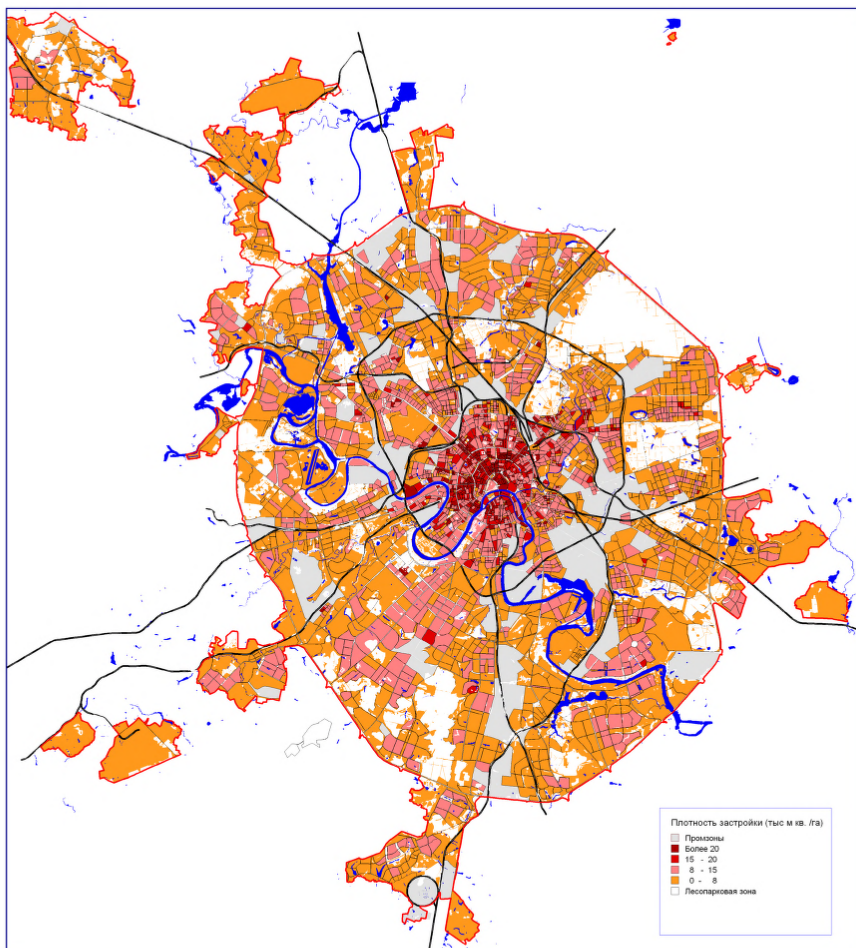 Плотность застройки (тыс м кв. /га)
Промзоны
Более 20
15 - 20
8 - 15
0 - 8
Лесопарковая зона